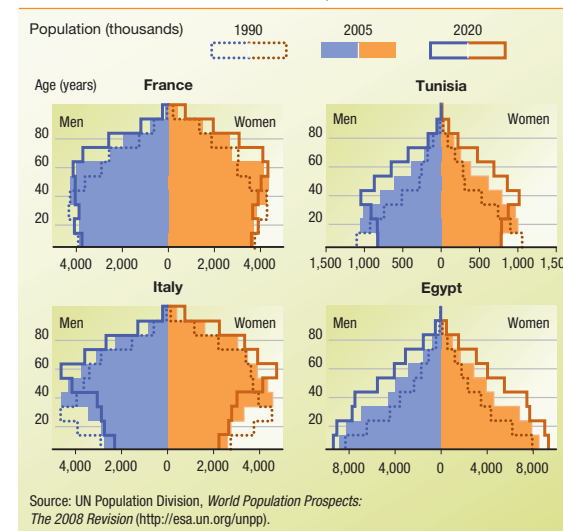 Population (thousands) 1990 2005 2020
Age (years) France Tunisia
Men Women Men Women
80 80
60 60
40 40
20 20
4,000 2,000 0 2,000 4,000 1,500 1,000 500 0 500 1,000 1,50
Italy Egypt
Men Women Men Women
80 80
60 60
40 40
20 20
4,000 2,000 0 2,000 4,000 8,000 4,000 0 4,000 8,000
Source: UN Population Division, World Population Prospects:
The 2008 Revision (http://esa.un.org/unpp).